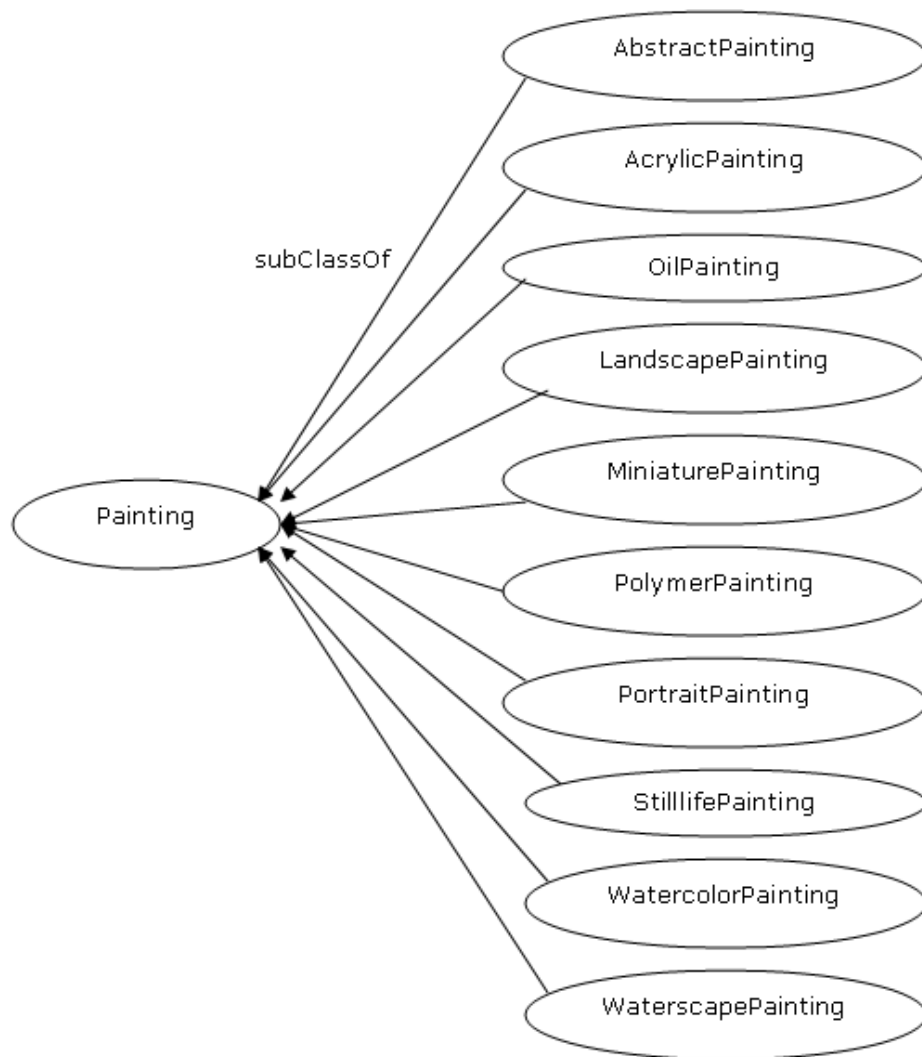 AbstractPainting
AcrylicPainting
subClassOf
OilPainting
LandscapePainting
MiniaturePainting
Painting
PolymerPainting
PortraitPainting
StilllifePainting
WatercolorPainting
WaterscapePainting